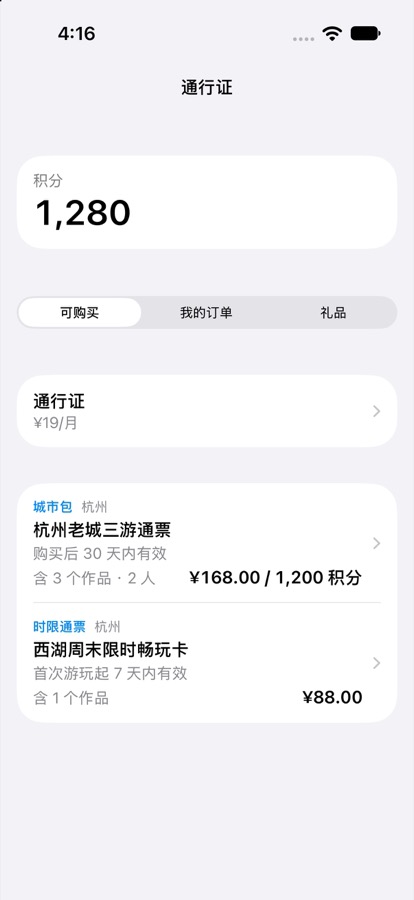 4:16
通行证
积分
1,280
可购买 我的订单 礼品
通行证
¥19/月
城市包 杭州
杭州老城三游通票
购买后 30 天内有效
含 3 个作品 · 2 人 ¥168.00 / 1,200 积分
时限通票 杭州
西湖周末限时畅玩卡
首次游玩起 7 天内有效
含 1 个作品 ¥88.00